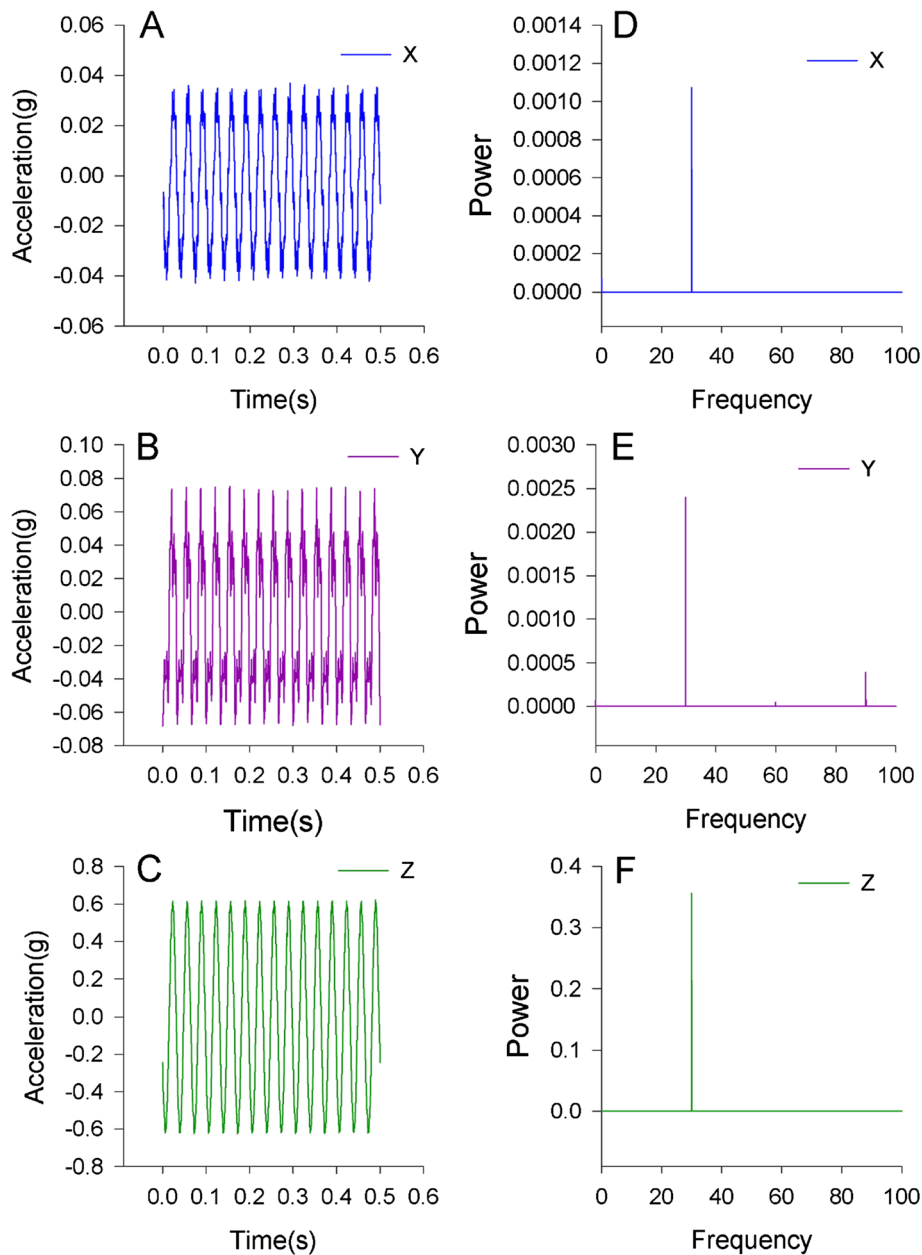 A
X
0.06
0.04
0.02
0.00
-0.02
-0.04
-0.06
Acceleration(g)
0.0 0.1 0.2 0.3 0.4 0.5 0.6
Time(s)
D
X
0.0014
0.0012
0.0010
0.0008
0.0006
0.0004
0.0002
0.0000
Power
0 20 40 60 80 100
Frequency
B
Y
0.10
0.08
0.06
0.04
0.02
0.00
-0.02
-0.04
-0.06
-0.08
Acceleration(g)
0.0 0.1 0.2 0.3 0.4 0.5 0.6
Time(s)
E
Y
0.0030
0.0025
0.0020
0.0015
0.0010
0.0005
0.0000
Power
0 20 40 60 80 100
Frequency
C
Z
0.8
0.6
0.4
0.2
0.0
-0.2
-0.4
-0.6
-0.8
Acceleration(g)
0.0 0.1 0.2 0.3 0.4 0.5 0.6
Time(s)
F
Z
0.4
0.3
0.2
0.1
0.0
Power
0 20 40 60 80 100
Frequency